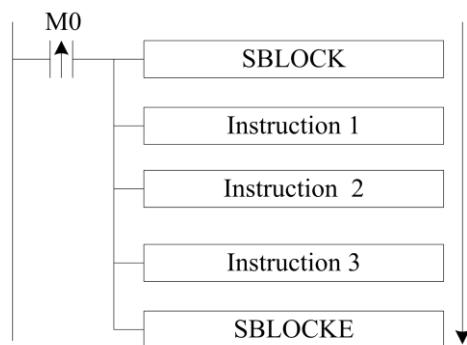 M0
SBLOCK
Instruction 1
Instruction 2
Instruction 3
SBLOCKE